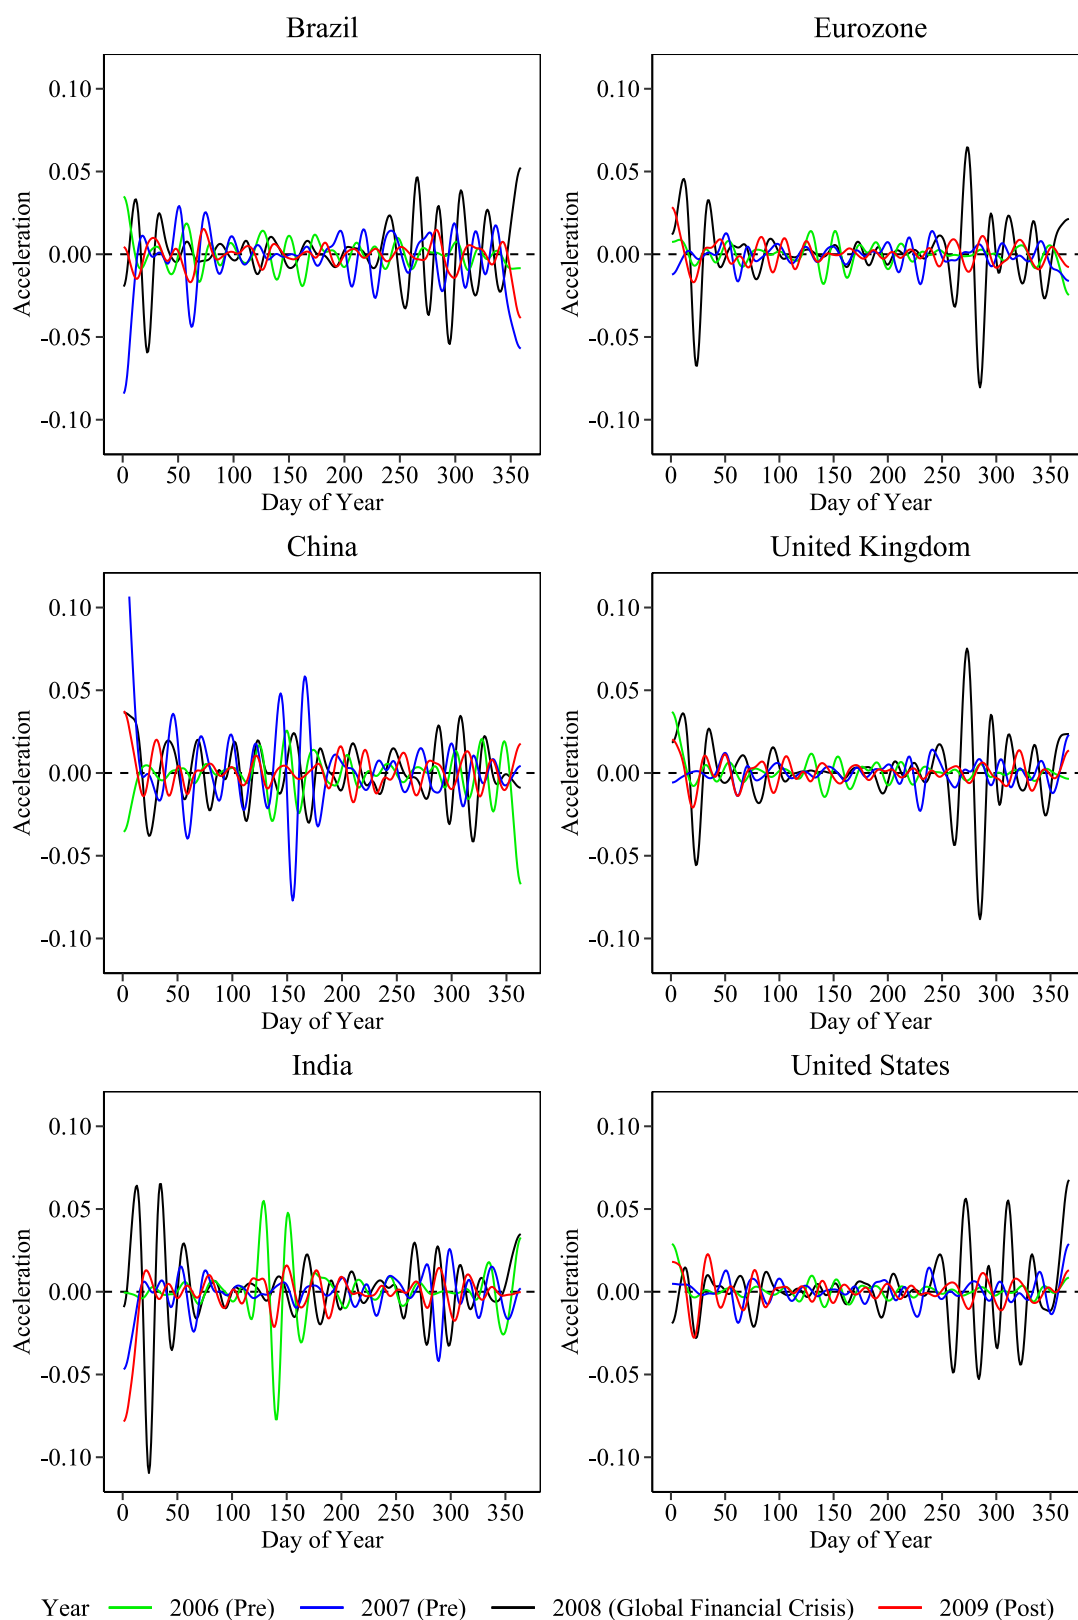 Brazil
Eurozone
Acceleration
0.10
0.05
0.00
-0.05
-0.10
0 50 100 150 200 250 300 350
Day of Year
Acceleration
0.10
0.05
0.00
-0.05
-0.10
0 50 100 150 200 250 300 350
Day of Year
China
United Kingdom
Acceleration
0.10
0.05
0.00
-0.05
-0.10
0 50 100 150 200 250 300 350
Day of Year
Acceleration
0.10
0.05
0.00
-0.05
-0.10
0 50 100 150 200 250 300 350
Day of Year
India
United States
Acceleration
0.10
0.05
0.00
-0.05
-0.10
0 50 100 150 200 250 300 350
Day of Year
Acceleration
0.10
0.05
0.00
-0.05
-0.10
0 50 100 150 200 250 300 350
Day of Year
Year 2006 (Pre) 2007 (Pre) 2008 (Global Financial Crisis) 2009 (Post)